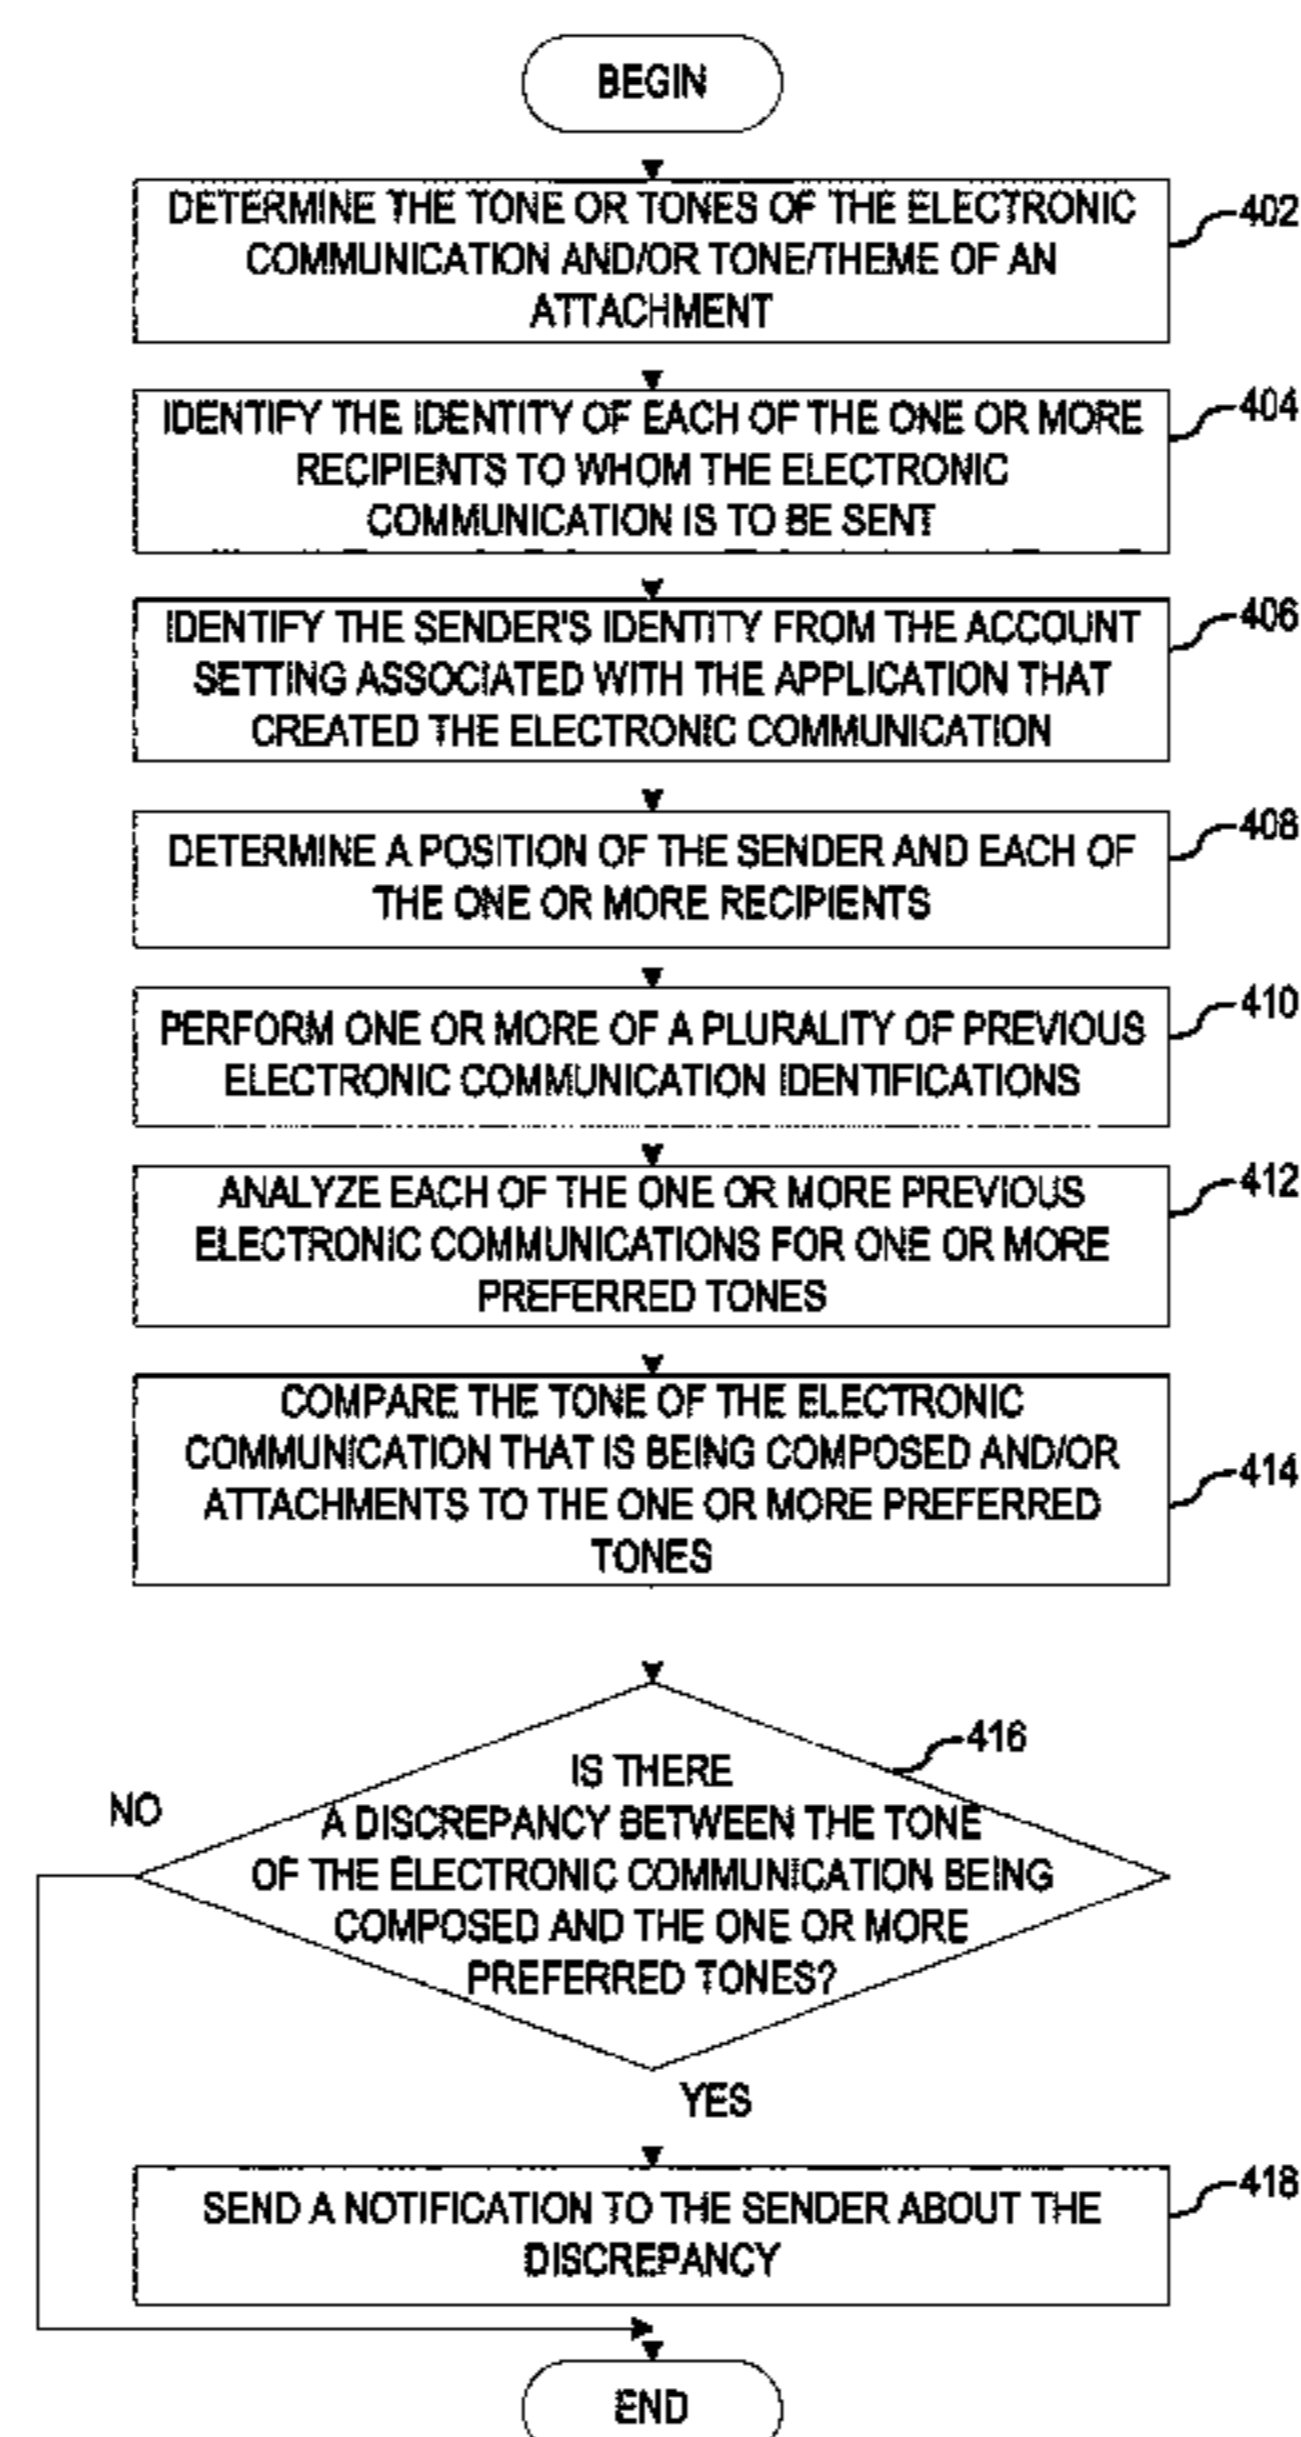 BEGIN
DETERMINE THE TONE OR TONES OF THE ELECTRONIC
COMMUNICATION AND/OR TONE/THEME OF AN
ATTACHMENT
402
IDENTIFY THE IDENTITY OF EACH OF THE ONE OR MORE
RECIPIENTS TO WHOM THE ELECTRONIC
COMMUNICATION IS TO BE SENT
404
IDENTIFY THE SENDER'S IDENTITY FROM THE ACCOUNT
SETTING ASSOCIATED WITH THE APPLICATION THAT
CREATED THE ELECTRONIC COMMUNICATION
406
DETERMINE A POSITION OF THE SENDER AND EACH OF
THE ONE OR MORE RECIPIENTS
408
PERFORM ONE OR MORE OF A PLURALITY OF PREVIOUS
ELECTRONIC COMMUNICATION IDENTIFICATIONS
410
ANALYZE EACH OF THE ONE OR MORE PREVIOUS
ELECTRONIC COMMUNICATIONS FOR ONE OR MORE
PREFERRED TONES
412
COMPARE THE TONE OF THE ELECTRONIC
COMMUNICATION THAT IS BEING COMPOSED AND/OR
ATTACHMENTS TO THE ONE OR MORE PREFERRED
TONES
414
IS THERE
A DISCREPANCY BETWEEN THE TONE
OF THE ELECTRONIC COMMUNICATION BEING
COMPOSED AND THE ONE OR MORE
PREFERRED TONES?
416
NO
YES
SEND A NOTIFICATION TO THE SENDER ABOUT THE
DISCREPANCY
418
END